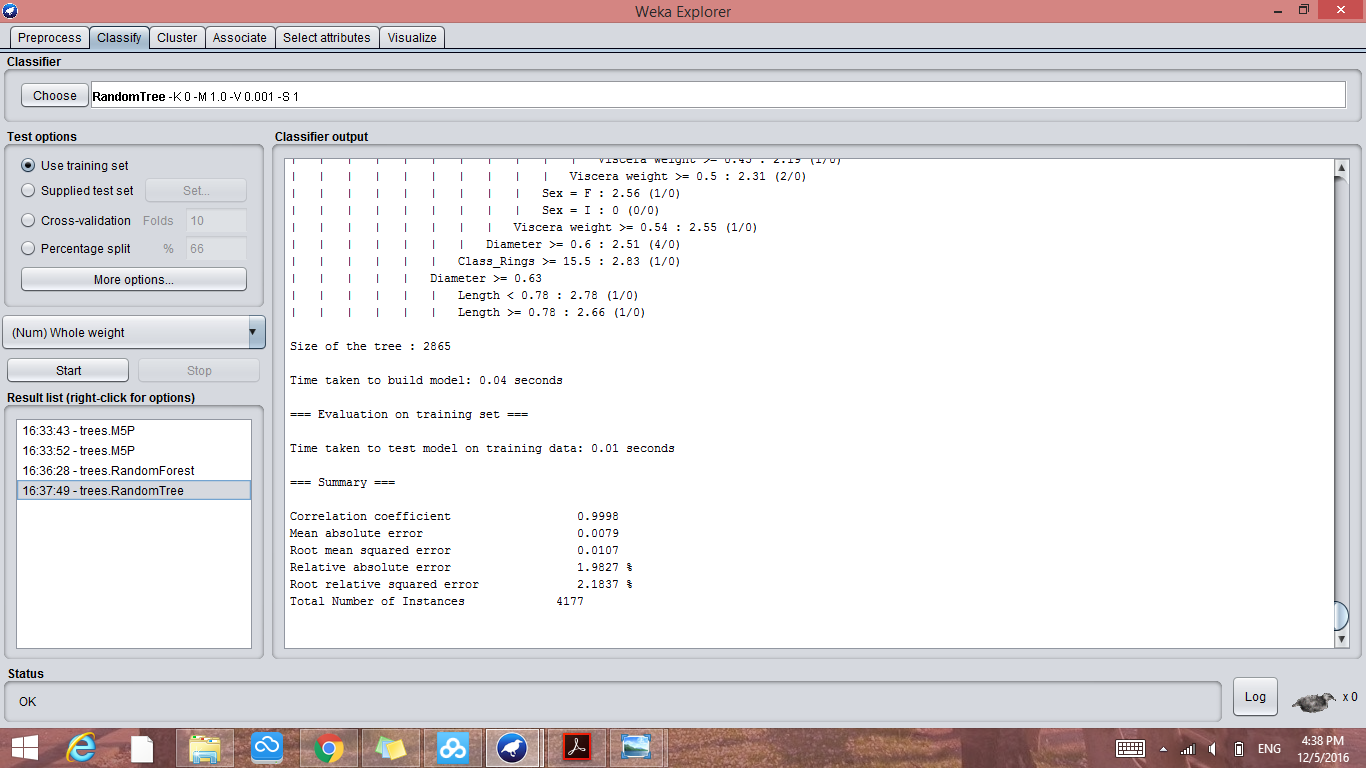 Weka Explorer
Preprocess Classify Cluster Associate Select attributes Visualize
Classifier
Choose RandomTree -K 0 -M 1.0 -V 0.001 -S 1
Test options
Use training set
Supplied test set Set...
Cross-validation Folds 10
Percentage split % 66
More options...
(Num) Whole weight
Start Stop
Result list (right-click for options)
16:33:43 - trees.M5P
16:33:52 - trees.M5P
16:36:28 - trees.RandomForest
16:37:49 - trees.RandomTree
Classifier output
| | | | | | | | | | | Viscera weight >= 0.45 : 2.19 (1/0)
| | | | | | | | | | Viscera weight >= 0.5 : 2.31 (2/0)
| | | | | | | | | Sex = F : 2.56 (1/0)
| | | | | | | | | Sex = I : 0 (0/0)
| | | | | | | | Viscera weight >= 0.54 : 2.55 (1/0)
| | | | | | | Diameter >= 0.6 : 2.51 (4/0)
| | | | | | Class_Rings >= 15.5 : 2.83 (1/0)
| | | | | Diameter >= 0.63
| | | | | | Length < 0.78 : 2.78 (1/0)
| | | | | | Length >= 0.78 : 2.66 (1/0)
Size of the tree : 2865
Time taken to build model: 0.04 seconds
=== Evaluation on training set ===
Time taken to test model on training data: 0.01 seconds
=== Summary ===
Correlation coefficient 0.9998
Mean absolute error 0.0079
Root mean squared error 0.0107
Relative absolute error 1.9827 %
Root relative squared error 2.1837 %
Total Number of Instances 4177
Status
OK
Log
x 0
ENG
4:38 PM
12/5/2016